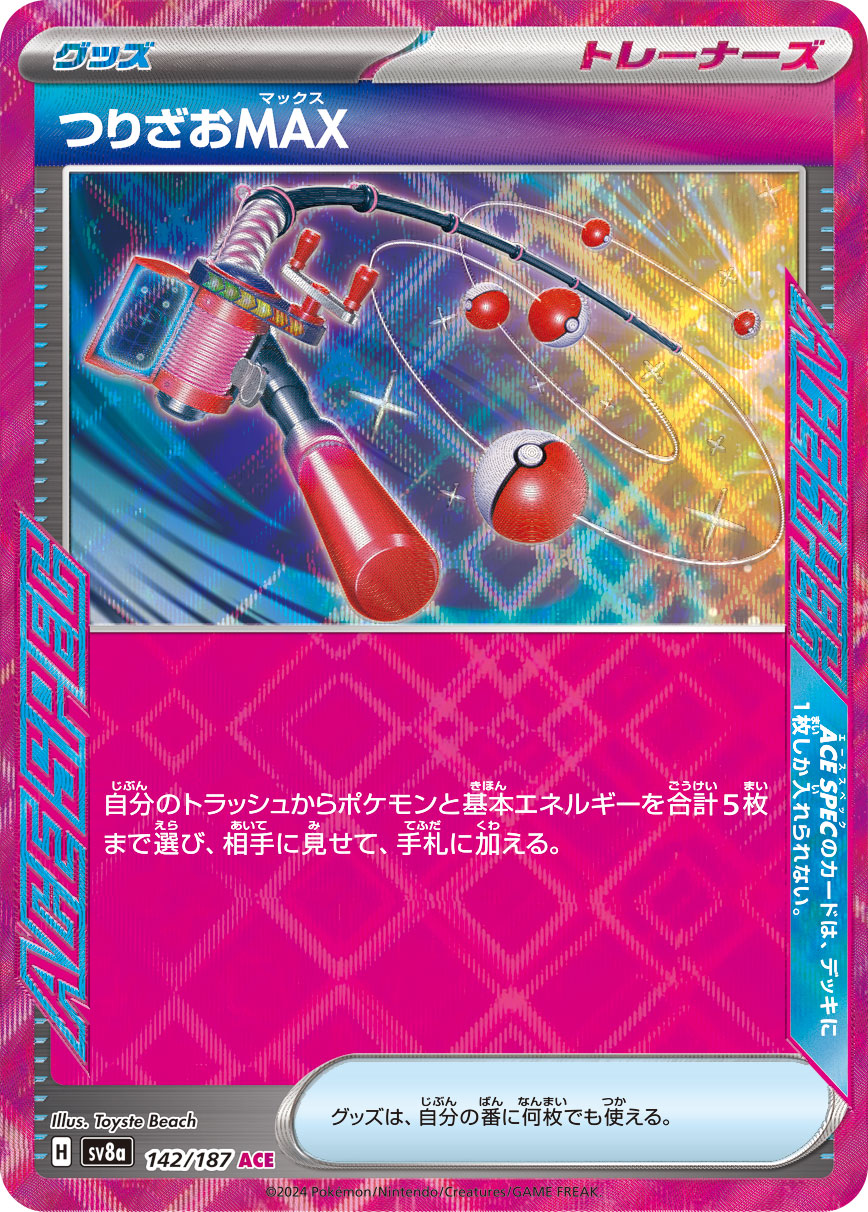 グッズ
トレーナーズ
マックス
つりざおMAX
ACE SPEC
ACE SPEC
じぶん きほん ごうけい まい
自分のトラッシュからポケモンと基本エネルギーを合計5枚
えら あいて み てふだ くわ
まで選び、相手に見せて、手札に加える。
エーススペック
ACE SPECのカードは、デッキに
まい い
1枚しか入れられない。
じぶん ばん なんまい つか
グッズは、自分の番に何枚でも使える。
Illus. Toyste Beach
H sv8a 142/187 ACE
©2024 Pokémon/Nintendo/Creatures/GAME FREAK.